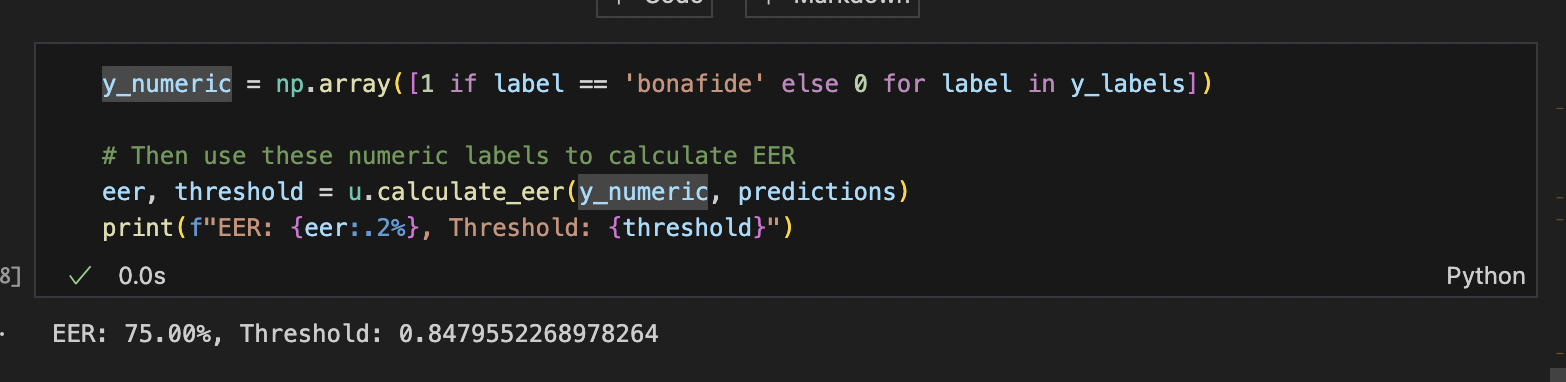 + Code + Markdown
y_numeric = np.array([1 if label == 'bonafide' else 0 for label in y_labels])
# Then use these numeric labels to calculate EER
eer, threshold = u.calculate_eer(y_numeric, predictions)
print(f"EER: {eer:.2%}, Threshold: {threshold}")
8] ✓ 0.0s Python
EER: 75.00%, Threshold: 0.8479552268978264